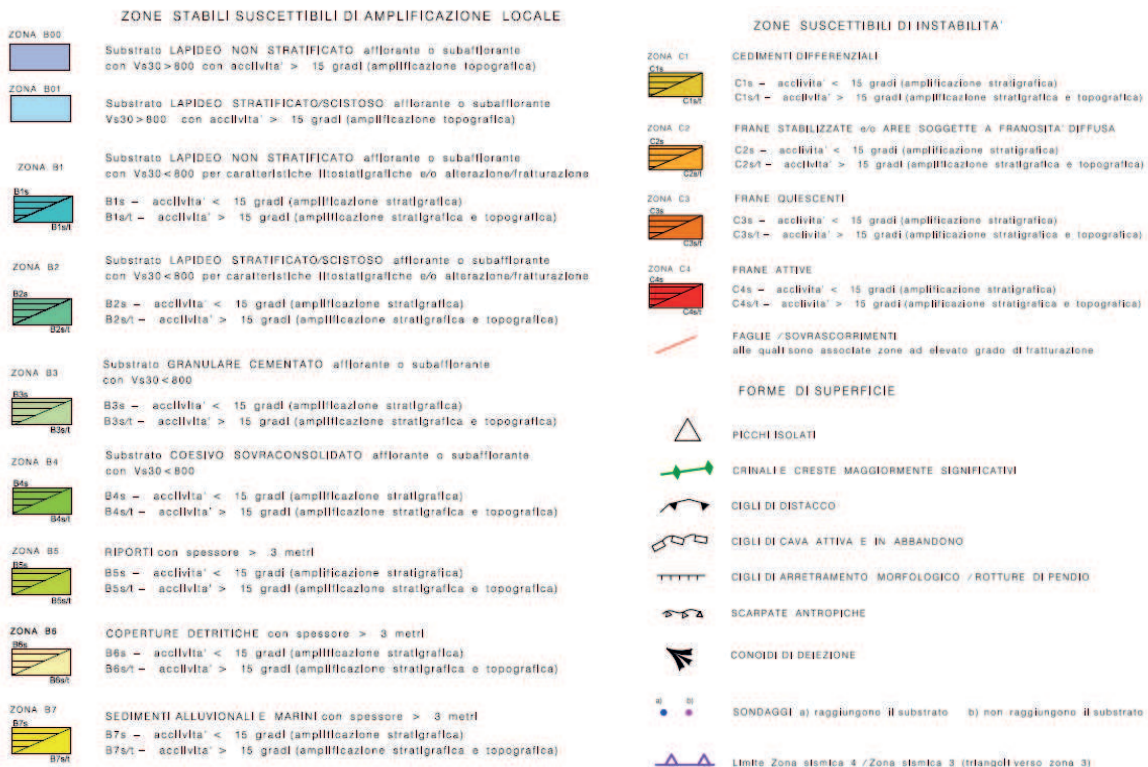 ZONE STABILI SUSCETTIBILI DI AMPLIFICAZIONE LOCALE
ZONA B00
Substrato LAPIDEO NON STRATIFICATO affiorante o subaffiorante
con Vs30>800 con acclivita' > 15 gradi (amplificazione topografica)
ZONA B01
Substrato LAPIDEO STRATIFICATO/SCISTOSO affiorante o subaffiorante
Vs30>800 con acclivita' > 15 gradi (amplificazione topografica)
ZONA B1
Substrato LAPIDEO NON STRATIFICATO affiorante o subaffiorante
con Vs30<800 per caratteristiche litostatigrafiche e/o alterazione/fratturazione
B1s
B1s/t
B1s – acclivita' < 15 gradi (amplificazione stratigrafica)
B1s/t – acclivita' > 15 gradi (amplificazione stratigrafica e topografica)
ZONA B2
Substrato LAPIDEO STRATIFICATO/SCISTOSO affiorante o subaffiorante
con Vs30<800 per caratteristiche litostatigrafiche e/o alterazione/fratturazione
B2s
B2s/t
B2s – acclivita' < 15 gradi (amplificazione stratigrafica)
B2s/t – acclivita' > 15 gradi (amplificazione stratigrafica e topografica)
ZONA B3
Substrato GRANULARE CEMENTATO affiorante o subaffiorante
con Vs30<800
B3s
B3s/t
B3s – acclivita' < 15 gradi (amplificazione stratigrafica)
B3s/t – acclivita' > 15 gradi (amplificazione stratigrafica e topografica)
ZONA B4
Substrato COESIVO SOVRACONSOLIDATO affiorante o subaffiorante
con Vs30<800
B4s
B4s/t
B4s – acclivita' < 15 gradi (amplificazione stratigrafica)
B4s/t – acclivita' > 15 gradi (amplificazione stratigrafica e topografica)
ZONA B5
RIPORTI con spessore > 3 metri
B5s
B5s/t
B5s – acclivita' < 15 gradi (amplificazione stratigrafica)
B5s/t – acclivita' > 15 gradi (amplificazione stratigrafica e topografica)
ZONA B6
COPERTURE DETRITICHE con spessore > 3 metri
B6s
B6s/t
B6s – acclivita' < 15 gradi (amplificazione stratigrafica)
B6s/t – acclivita' > 15 gradi (amplificazione stratigrafica e topografica)
ZONA B7
SEDIMENTI ALLUVIONALI E MARINI con spessore > 3 metri
B7s
B7s/t
B7s – acclivita' < 15 gradi (amplificazione stratigrafica)
B7s/t – acclivita' > 15 gradi (amplificazione stratigrafica e topografica)
ZONE SUSCETTIBILI DI INSTABILITA'
ZONA C1
CEDIMENTI DIFFERENZIALI
C1s
C1s/t
C1s – acclivita' < 15 gradi (amplificazione stratigrafica)
C1s/t – acclivita' > 15 gradi (amplificazione stratigrafica e topografica)
ZONA C2
FRANE STABILIZZATE e/o AREE SOGGETTE A FRANOSITA' DIFFUSA
C2s
C2s/t
C2s – acclivita' < 15 gradi (amplificazione stratigrafica)
C2s/t – acclivita' > 15 gradi (amplificazione stratigrafica e topografica)
ZONA C3
FRANE QUIESCENTI
C3s
C3s/t
C3s – acclivita' < 15 gradi (amplificazione stratigrafica)
C3s/t – acclivita' > 15 gradi (amplificazione stratigrafica e topografica)
ZONA C4
FRANE ATTIVE
C4s
C4s/t
C4s – acclivita' < 15 gradi (amplificazione stratigrafica)
C4s/t – acclivita' > 15 gradi (amplificazione stratigrafica e topografica)
FAGLIE / SOVRASCORRIMENTI
alle quali sono associate zone ad elevato grado di fratturazione
FORME DI SUPERFICIE
PICCHI ISOLATI
CRINALI E CRESTE MAGGIORMENTE SIGNIFICATIVI
CIGLI DI DISTACCO
CIGLI DI CAVA ATTIVA E IN ABBANDONO
CIGLI DI ARRETRAMENTO MORFOLOGICO / ROTTURE DI PENDIO
SCARPATE ANTROPICHE
CONOIDI DI DEIEZIONE
a) b)
SONDAGGI a) raggiungono il substrato b) non raggiungono il substrato
Limite Zona sismica 4 / Zona sismica 3 (triangoli verso zona 3)